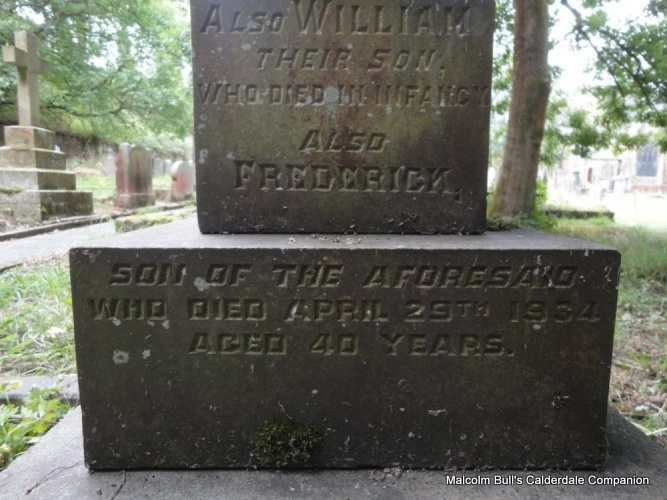 ALSO WILLIAM
THEIR SON,
WHO DIED IN INFANCY
ALSO
FREDERICK,
SON OF THE AFORESAID
WHO DIED APRIL 29TH 1934
AGED 40 YEARS.
Malcolm Bull's Calderdale Companion